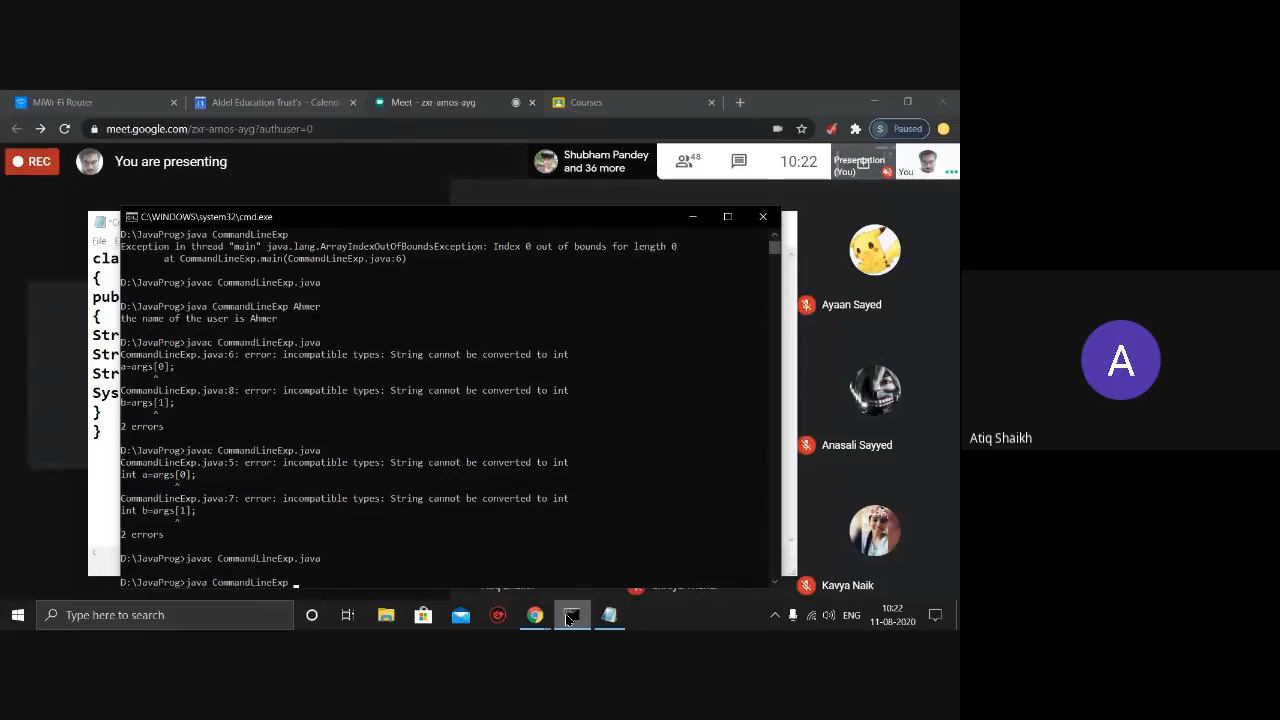 MiWi-Fi Router
Aldel Education Trust's – Calenda
Meet – zxr-amos-ayg
Courses
meet.google.com/zxr-amos-ayg?authuser=0
S Paused
REC
You are presenting
Shubham Pandey
and 36 more
48
10:22
Presentation
(You)
You
C:\WINDOWS\system32\cmd.exe
File
cla
{
pub
{
Str
Str
Str
Sys
}
}
D:\JavaProg>java CommandLineExp
Exception in thread "main" java.lang.ArrayIndexOutOfBoundsException: Index 0 out of bounds for length 0
at CommandLineExp.main(CommandLineExp.java:6)
D:\JavaProg>javac CommandLineExp.java
D:\JavaProg>java CommandLineExp Ahmer
the name of the user is Ahmer
D:\JavaProg>javac CommandLineExp.java
CommandLineExp.java:6: error: incompatible types: String cannot be converted to int
a=args[0];
^
CommandLineExp.java:8: error: incompatible types: String cannot be converted to int
b=args[1];
^
2 errors
D:\JavaProg>javac CommandLineExp.java
CommandLineExp.java:5: error: incompatible types: String cannot be converted to int
int a=args[0];
^
CommandLineExp.java:7: error: incompatible types: String cannot be converted to int
int b=args[1];
^
2 errors
D:\JavaProg>javac CommandLineExp.java
D:\JavaProg>java CommandLineExp
Ayaan Sayed
Anasali Sayyed
Kavya Naik
A
Atiq Shaikh
Type here to search
ENG
10:22
11-08-2020